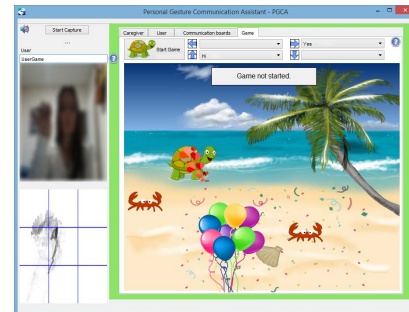 Personal Gesture Communication Assistant - PGCA
Start Capture
...
User
UserGame
Caregiver User Communication boards Game
Start Game
Yes
Hi
Game not started.